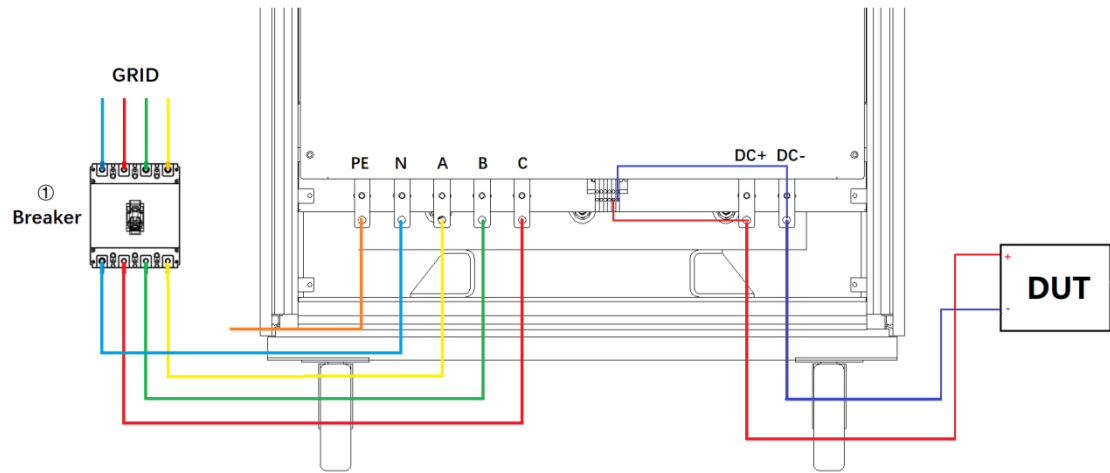 GRID
①
Breaker
PE N A B C
DC+ DC-
+
DUT
-